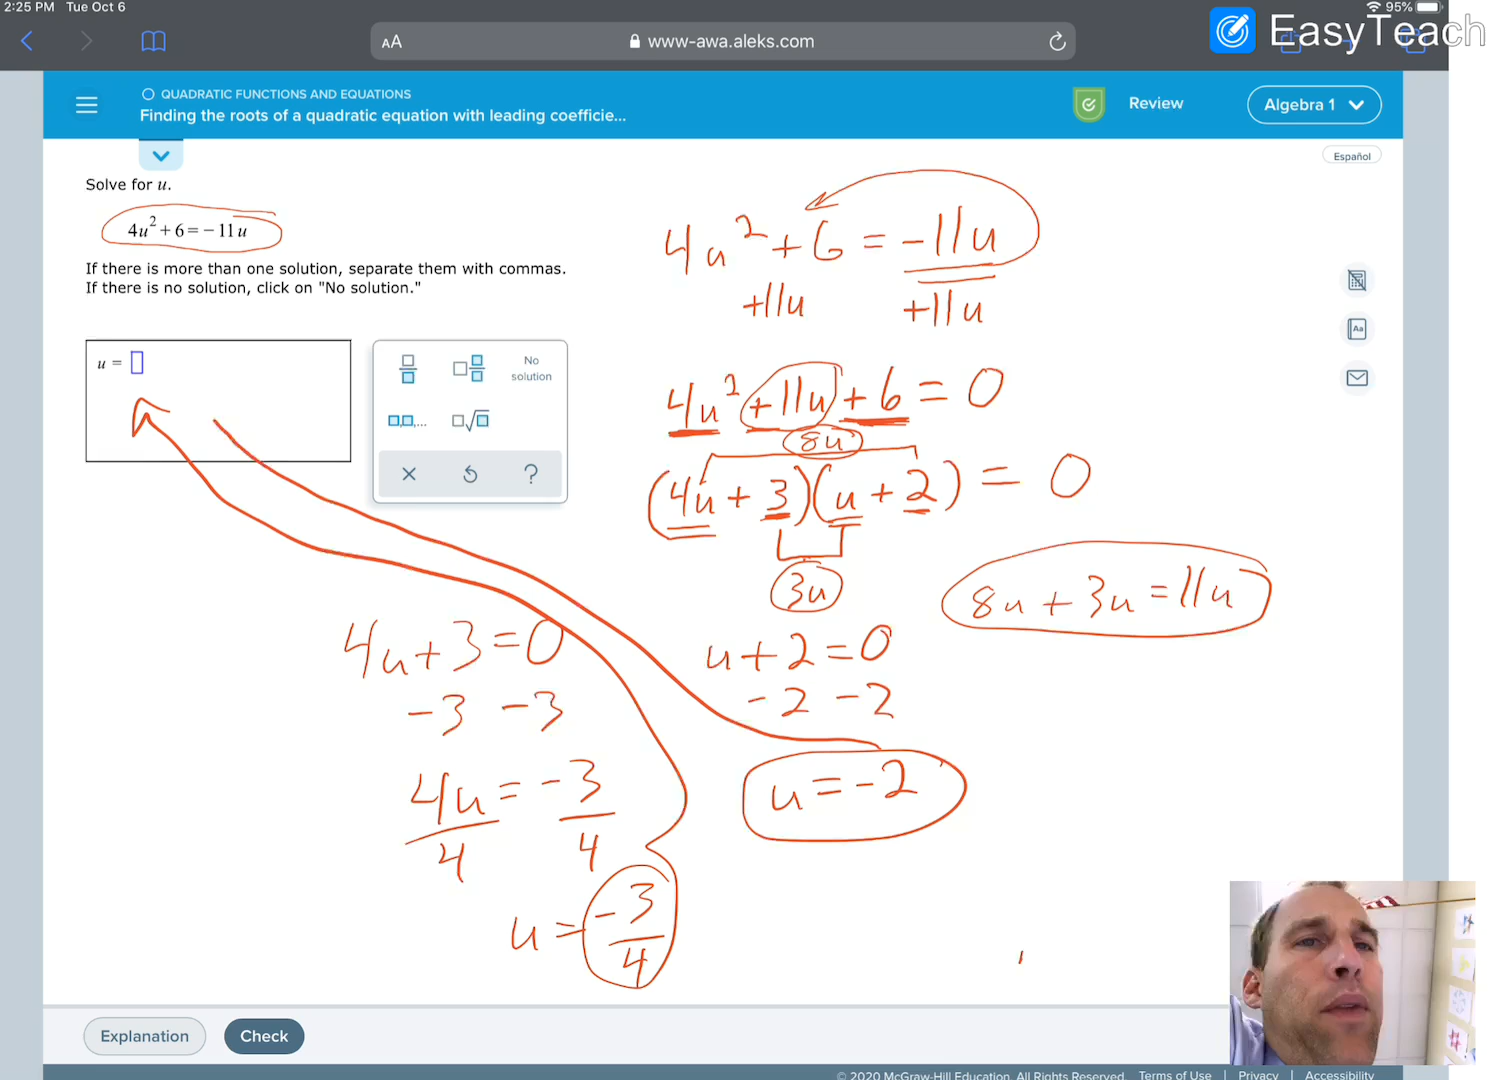 2:25 PM Tue Oct 6
95%
AA
www-awa.aleks.com
EasyTeach
QUADRATIC FUNCTIONS AND EQUATIONS
Finding the roots of a quadratic equation with leading coefficie...
Review
Algebra 1
Español
Solve for u.
4u² + 6 = −11u
If there is more than one solution, separate them with commas.
If there is no solution, click on "No solution."
u =
No
solution
□,□,...
□√□
×
?
4u² + 6 = −11u
+11u +11u
4u² + 11u + 6 = 0
8u
(4u + 3)(u + 2) = 0
3u
8u + 3u = 11u
4u + 3 = 0
−3 −3
4u = −3
4 4
u = −3/4
u + 2 = 0
−2 −2
u = −2
Explanation
Check
© 2020 McGraw-Hill Education. All Rights Reserved. Terms of Use | Privacy | Accessibility